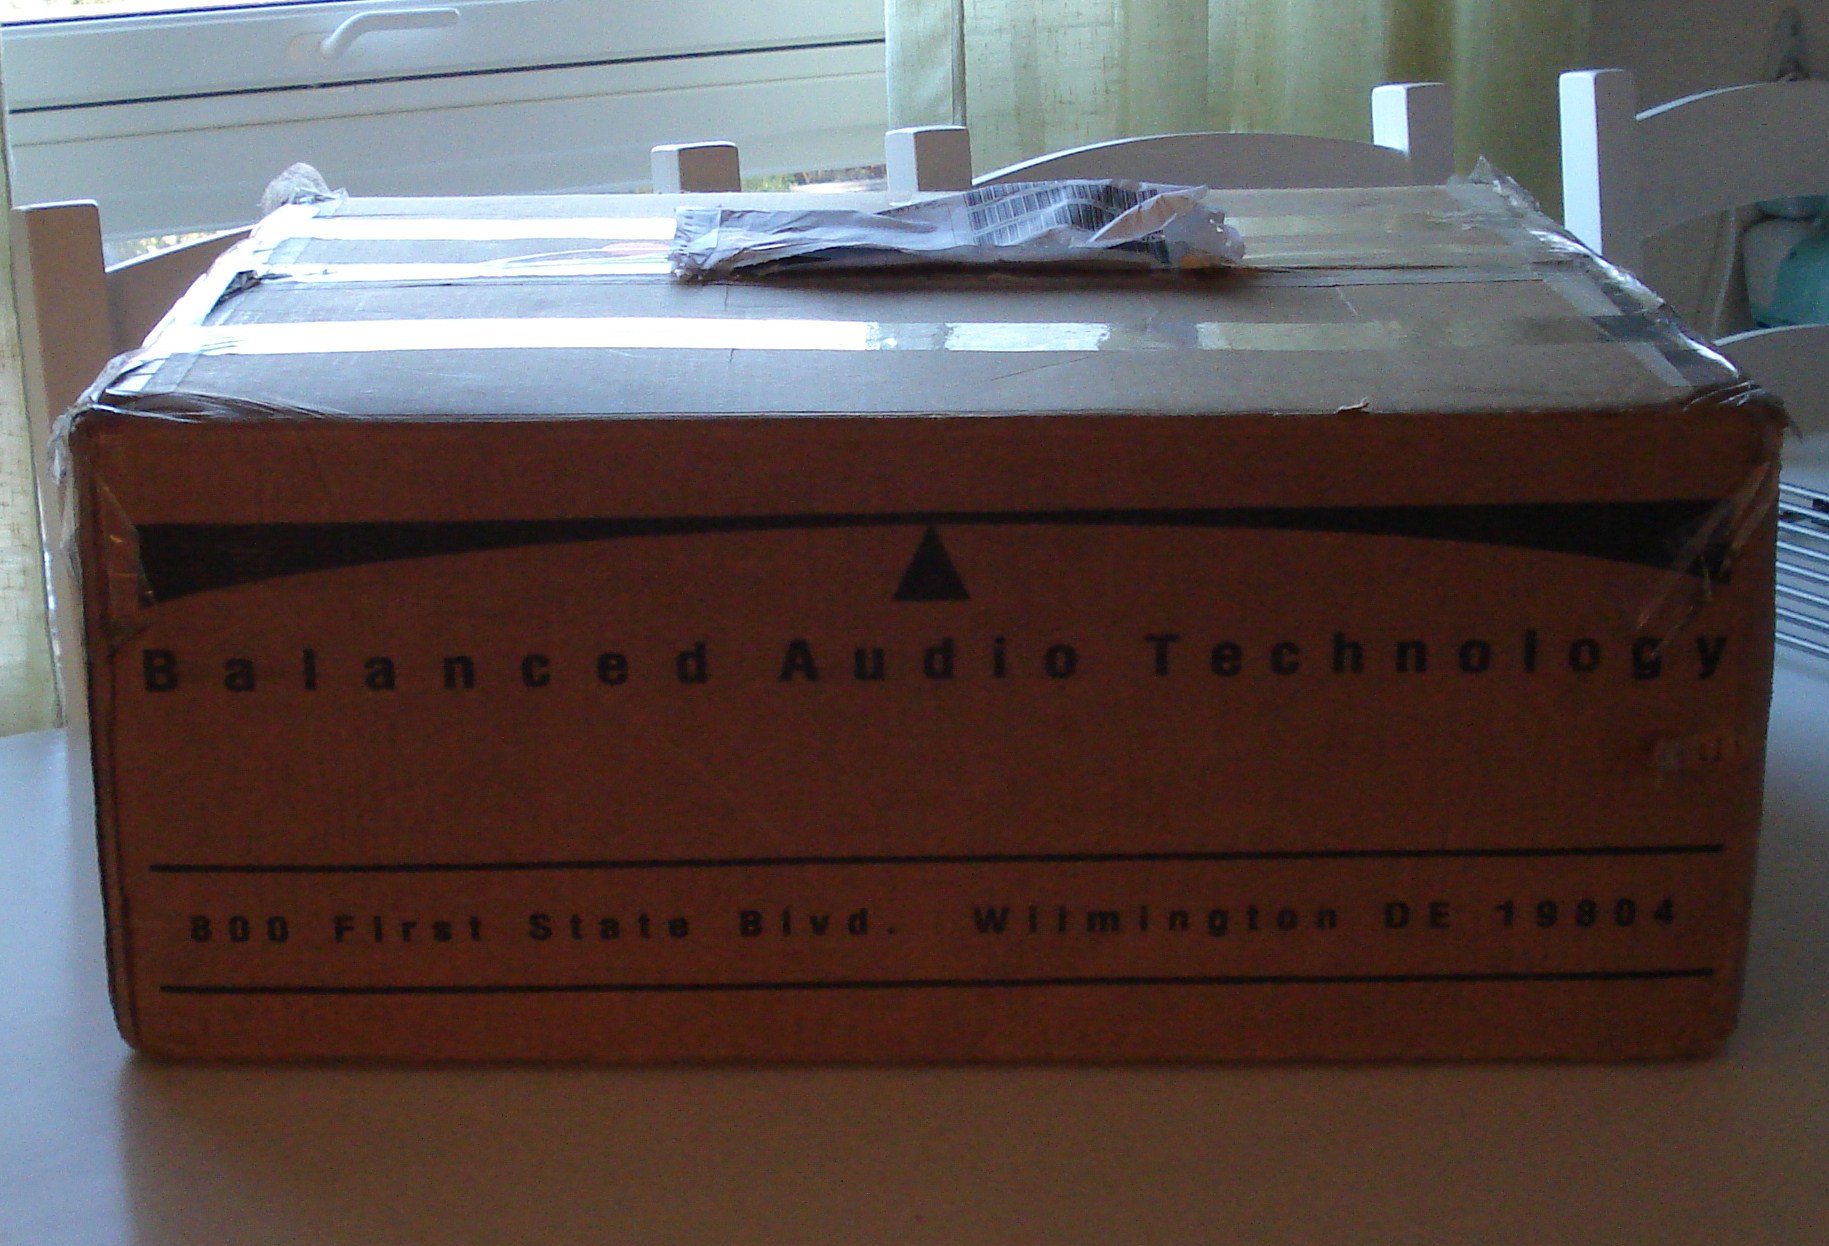 Balanced Audio Technology
800 First State Blvd. Wilmington DE 19804